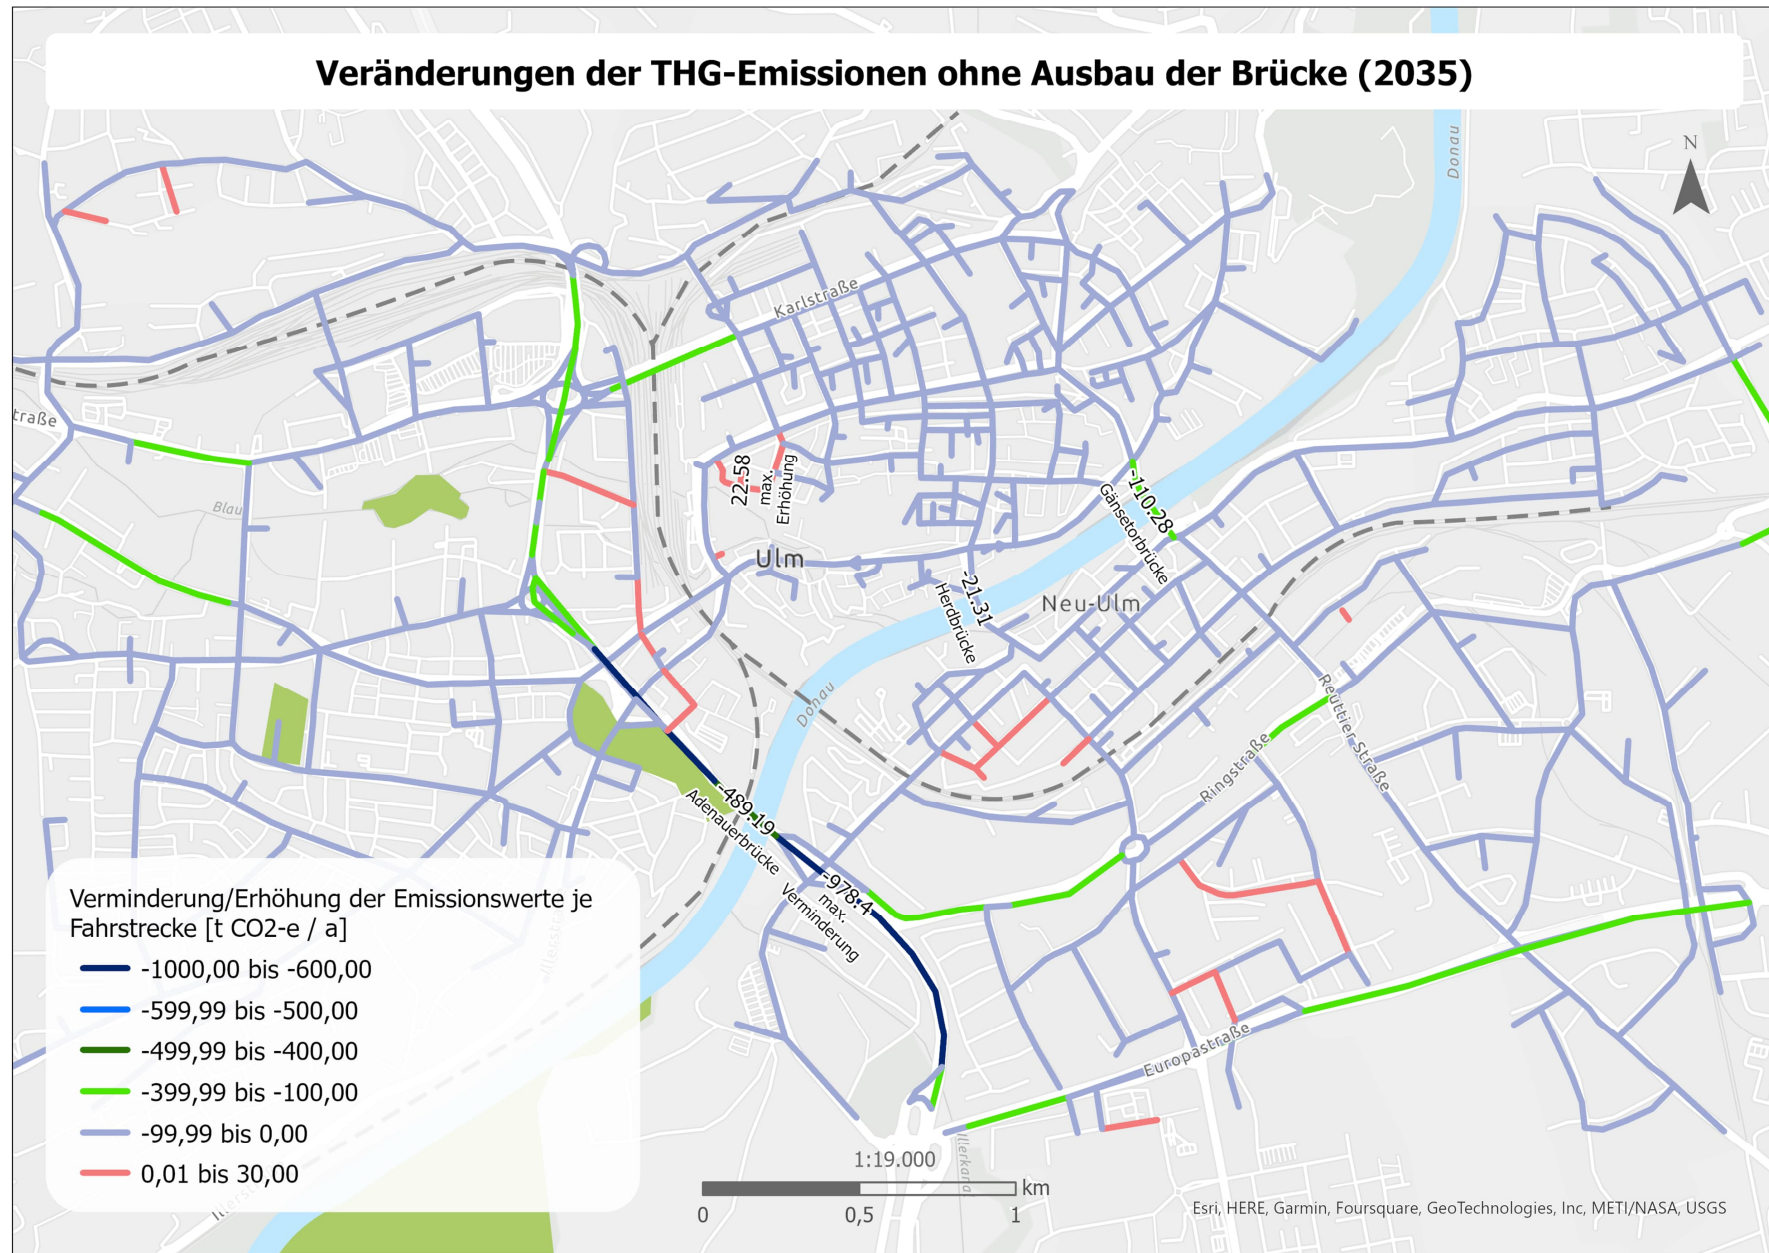 Veränderungen der THG-Emissionen ohne Ausbau der Brücke (2035)
N
Donau
Karlstraße
traße
Blau
22.58
max.
Erhöhung
-110.28
Gänsetorbrücke
Ulm
-21.31
Herdbrücke
Neu-Ulm
Donau
Reuttier Straße
Ringstraße
-489.19
Adenauerbrücke
-978.4
max.
Verminderung
Europastraße
Illerkanal
Verminderung/Erhöhung der Emissionswerte je
Fahrstrecke [t CO2-e / a]
-1000,00 bis -600,00
-599,99 bis -500,00
-499,99 bis -400,00
-399,99 bis -100,00
-99,99 bis 0,00
0,01 bis 30,00
1:19.000
km
0
0,5
1
Esri, HERE, Garmin, Foursquare, GeoTechnologies, Inc, METI/NASA, USGS